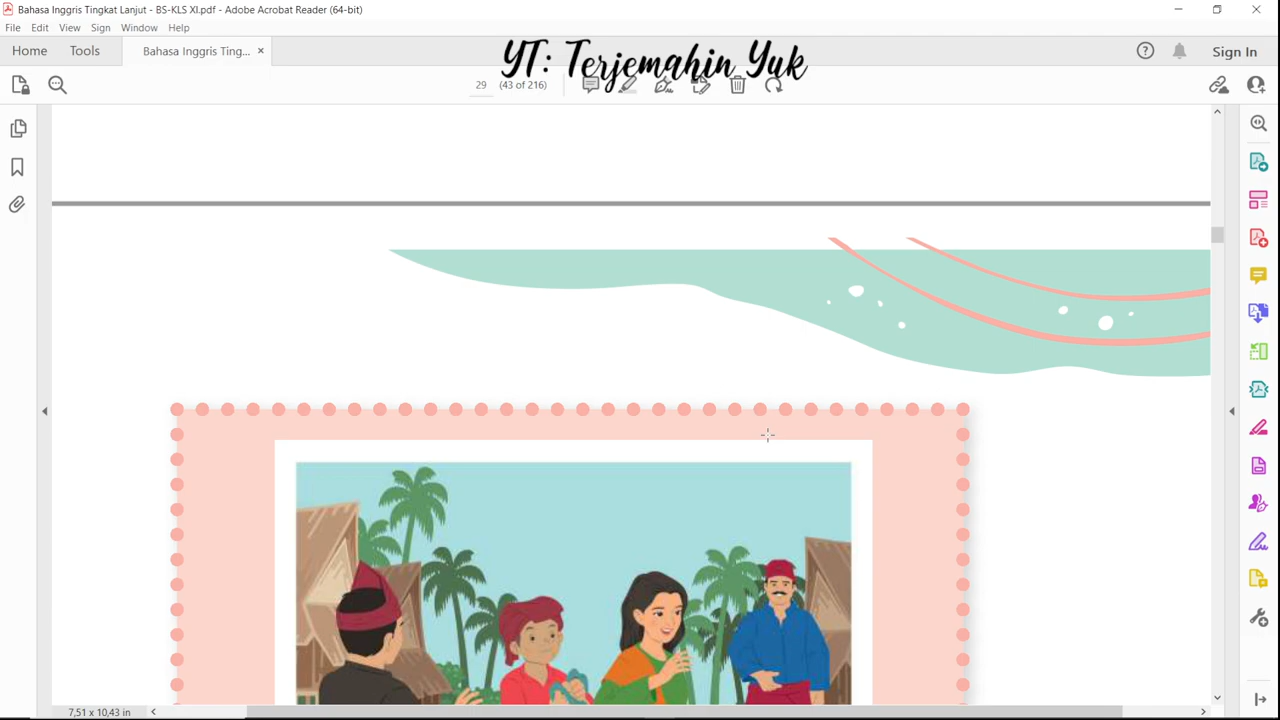 Bahasa Inggris Tingkat Lanjut - BS-KLS XI.pdf - Adobe Acrobat Reader (64-bit)
File Edit View Sign Window Help
Home Tools Bahasa Inggris Ting... × Sign In
YT: Terjemahin Yuk
29 (43 of 216)
7,51 x 10,43 in